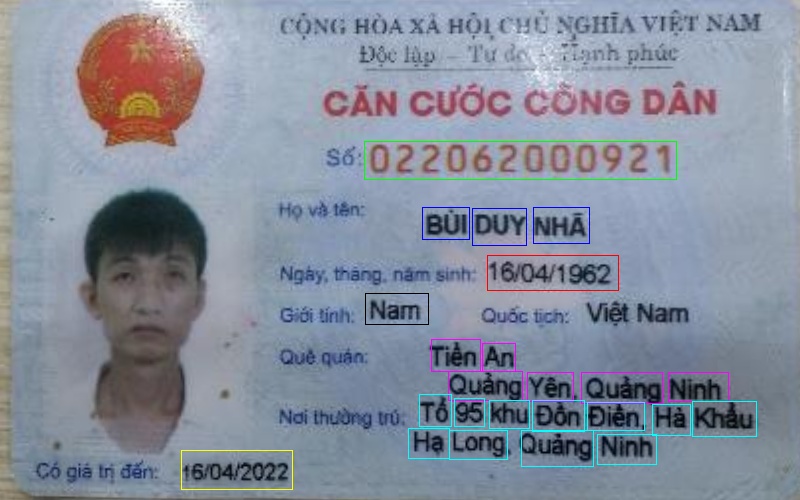 CỘNG HÒA XÃ HỘI CHỦ NGHĨA VIỆT NAM
Độc lập - Tự do - Hạnh phúc
CĂN CƯỚC CÔNG DÂN
Số: 022062000921
Họ và tên: BÙI DUY NHÃ
Ngày, tháng, năm sinh: 16/04/1962
Giới tính: Nam Quốc tịch: Việt Nam
Quê quán: Tiền An
Quảng Yên, Quảng Ninh
Nơi thường trú: Tổ 95 khu Đồn Điền, Hà Khẩu
Hạ Long, Quảng Ninh
Có giá trị đến: 16/04/2022